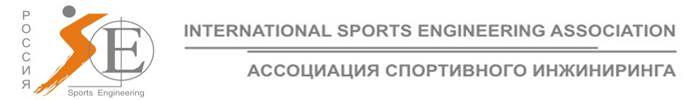 РОССИЯ
SE
Sports Engineering
INTERNATIONAL SPORTS ENGINEERING ASSOCIATION
АССОЦИАЦИЯ СПОРТИВНОГО ИНЖИНИРИНГА